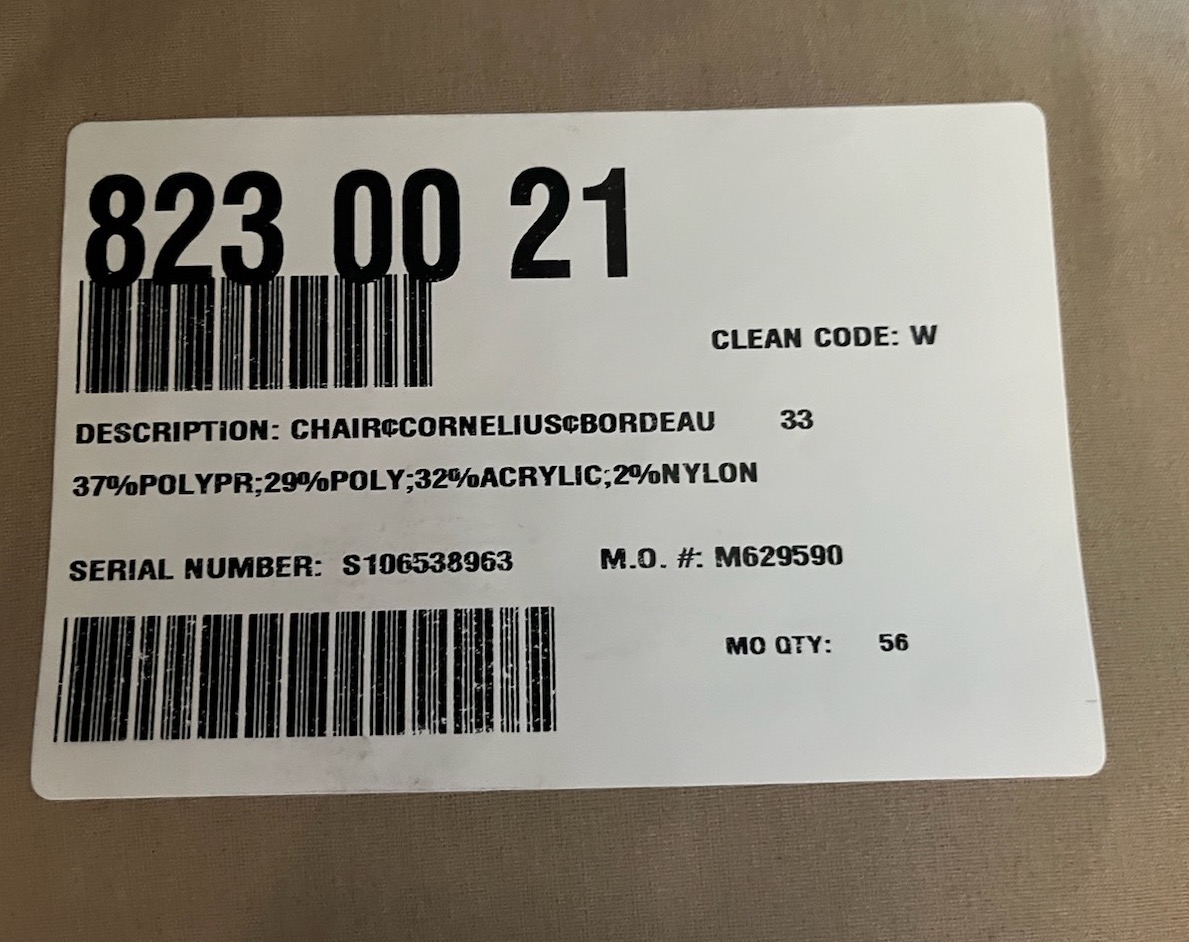 823 00 21
CLEAN CODE: W
DESCRIPTION: CHAIR¢CORNELIUS¢BORDEAU 33
37%POLYPR;29%POLY;32%ACRYLIC;2%NYLON
SERIAL NUMBER: S106538963 M.O. #: M629590
MO QTY: 56